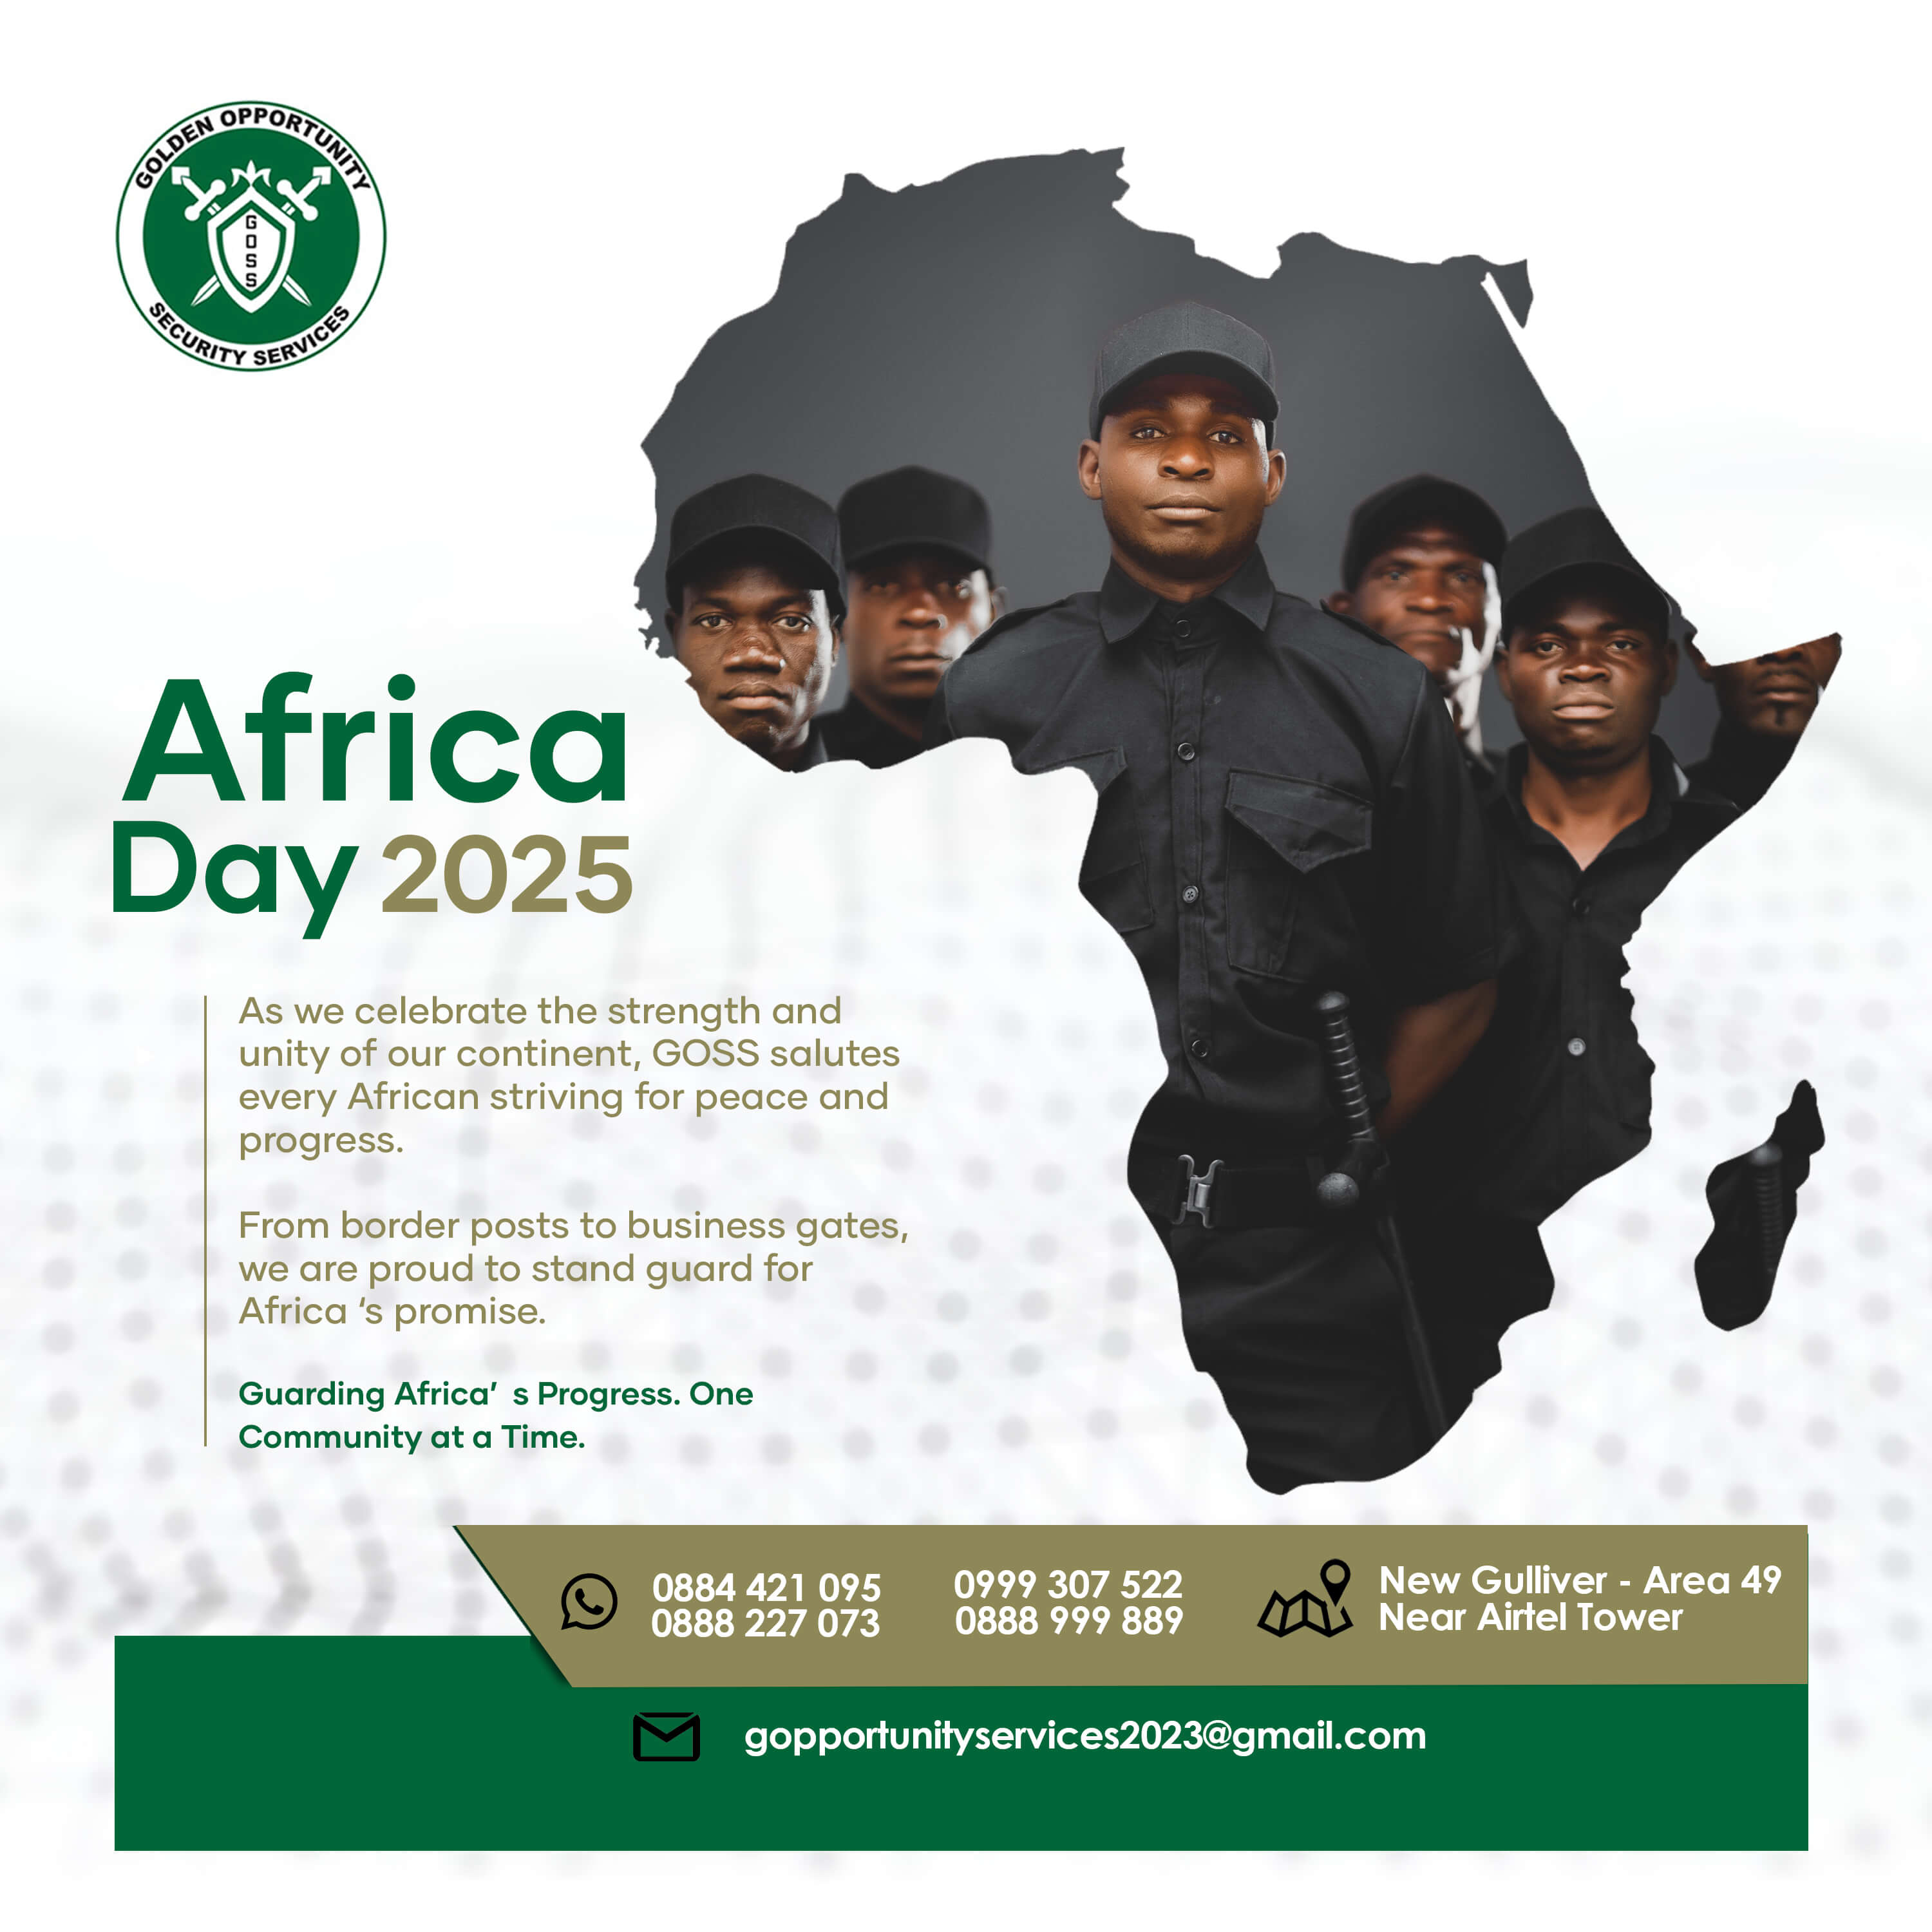 GOLDEN OPPORTUNITY
GOSS
SECURITY SERVICES
Africa
Day 2025
As we celebrate the strength and
unity of our continent, GOSS salutes
every African striving for peace and
progress.
From border posts to business gates,
we are proud to stand guard for
Africa ‘s promise.
Guarding Africa’ s Progress. One
Community at a Time.
0884 421 095
0888 227 073
0999 307 522
0888 999 889
New Gulliver - Area 49
Near Airtel Tower
gopportunityservices2023@gmail.com